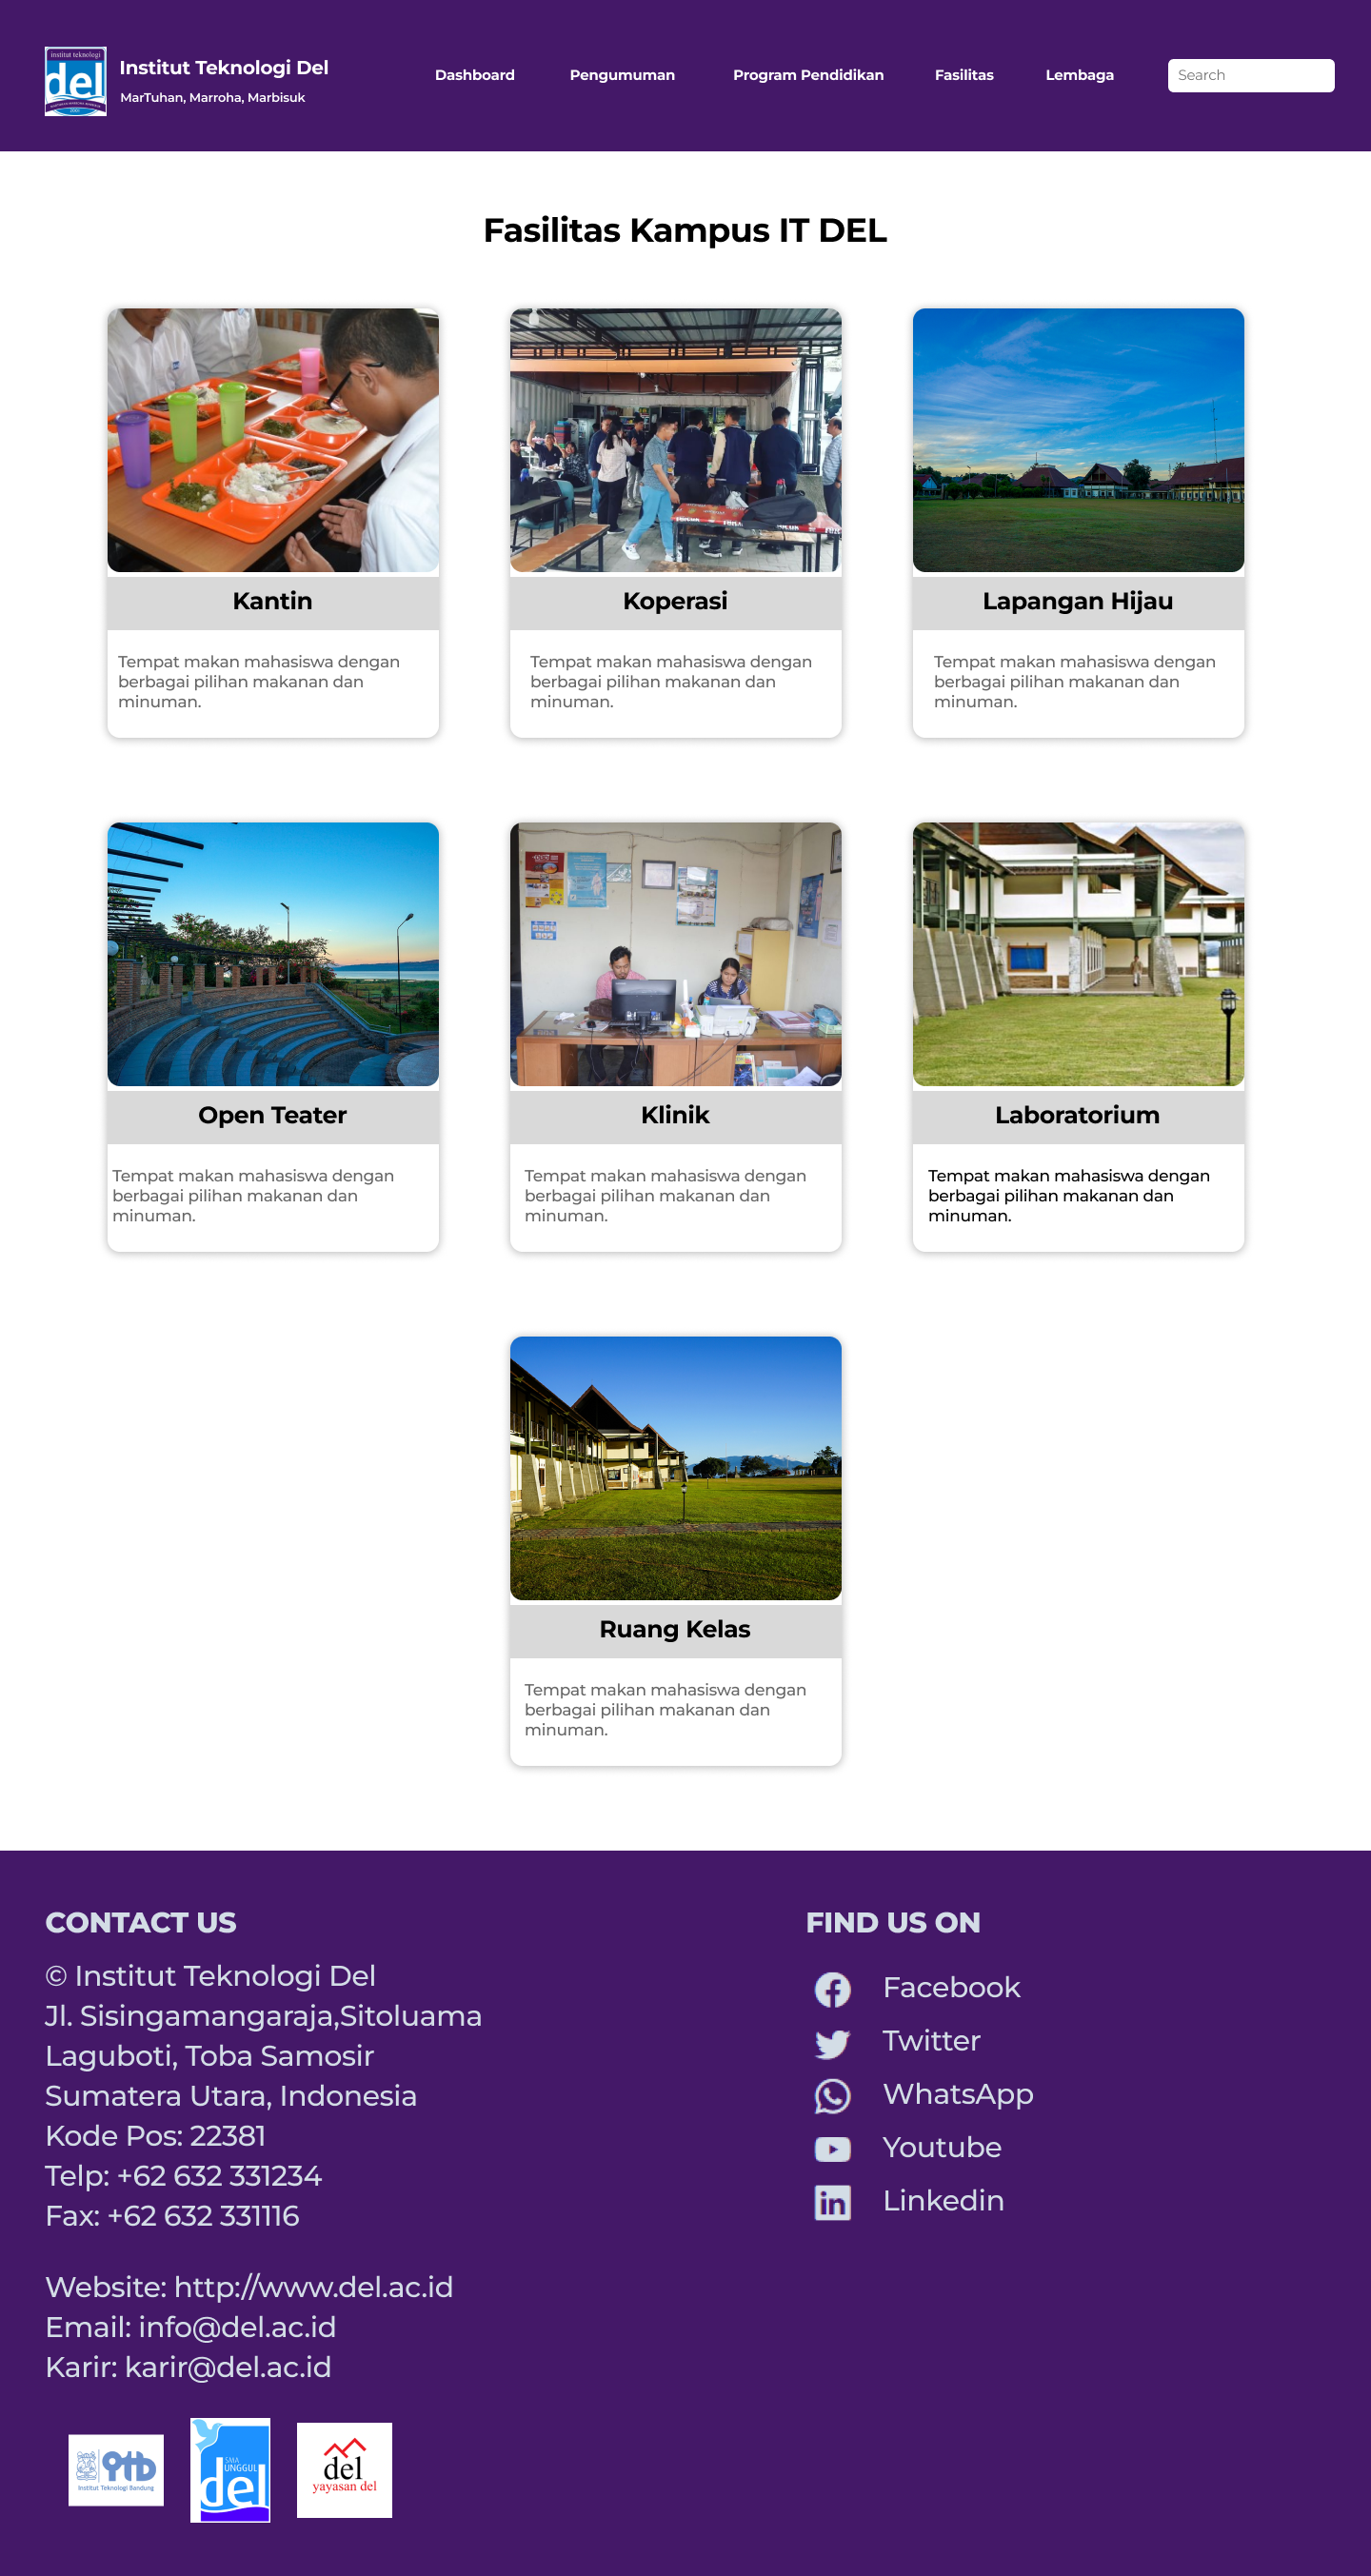 institut teknologi
del
Institut Teknologi Del
MarTuhan, Marroha, Marbisuk
Dashboard
Pengumuman
Program Pendidikan
Fasilitas
Lembaga
Search
Fasilitas Kampus IT DEL
Kantin
Koperasi
Lapangan Hijau
Tempat makan mahasiswa dengan
berbagai pilihan makanan dan
minuman.
Tempat makan mahasiswa dengan
berbagai pilihan makanan dan
minuman.
Tempat makan mahasiswa dengan
berbagai pilihan makanan dan
minuman.
Open Teater
Klinik
Laboratorium
Tempat makan mahasiswa dengan
berbagai pilihan makanan dan
minuman.
Tempat makan mahasiswa dengan
berbagai pilihan makanan dan
minuman.
Tempat makan mahasiswa dengan
berbagai pilihan makanan dan
minuman.
Ruang Kelas
Tempat makan mahasiswa dengan
berbagai pilihan makanan dan
minuman.
CONTACT US
© Institut Teknologi Del
Jl. Sisingamangaraja,Sitoluama
Laguboti, Toba Samosir
Sumatera Utara, Indonesia
Kode Pos: 22381
Telp: +62 632 331234
Fax: +62 632 331116
Website: http://www.del.ac.id
Email: info@del.ac.id
Karir: karir@del.ac.id
FIND US ON
Facebook
Twitter
WhatsApp
Youtube
in
Linkedin
Institut Teknologi Bandung
SMA
UNGGUL
del
del
yayasan del